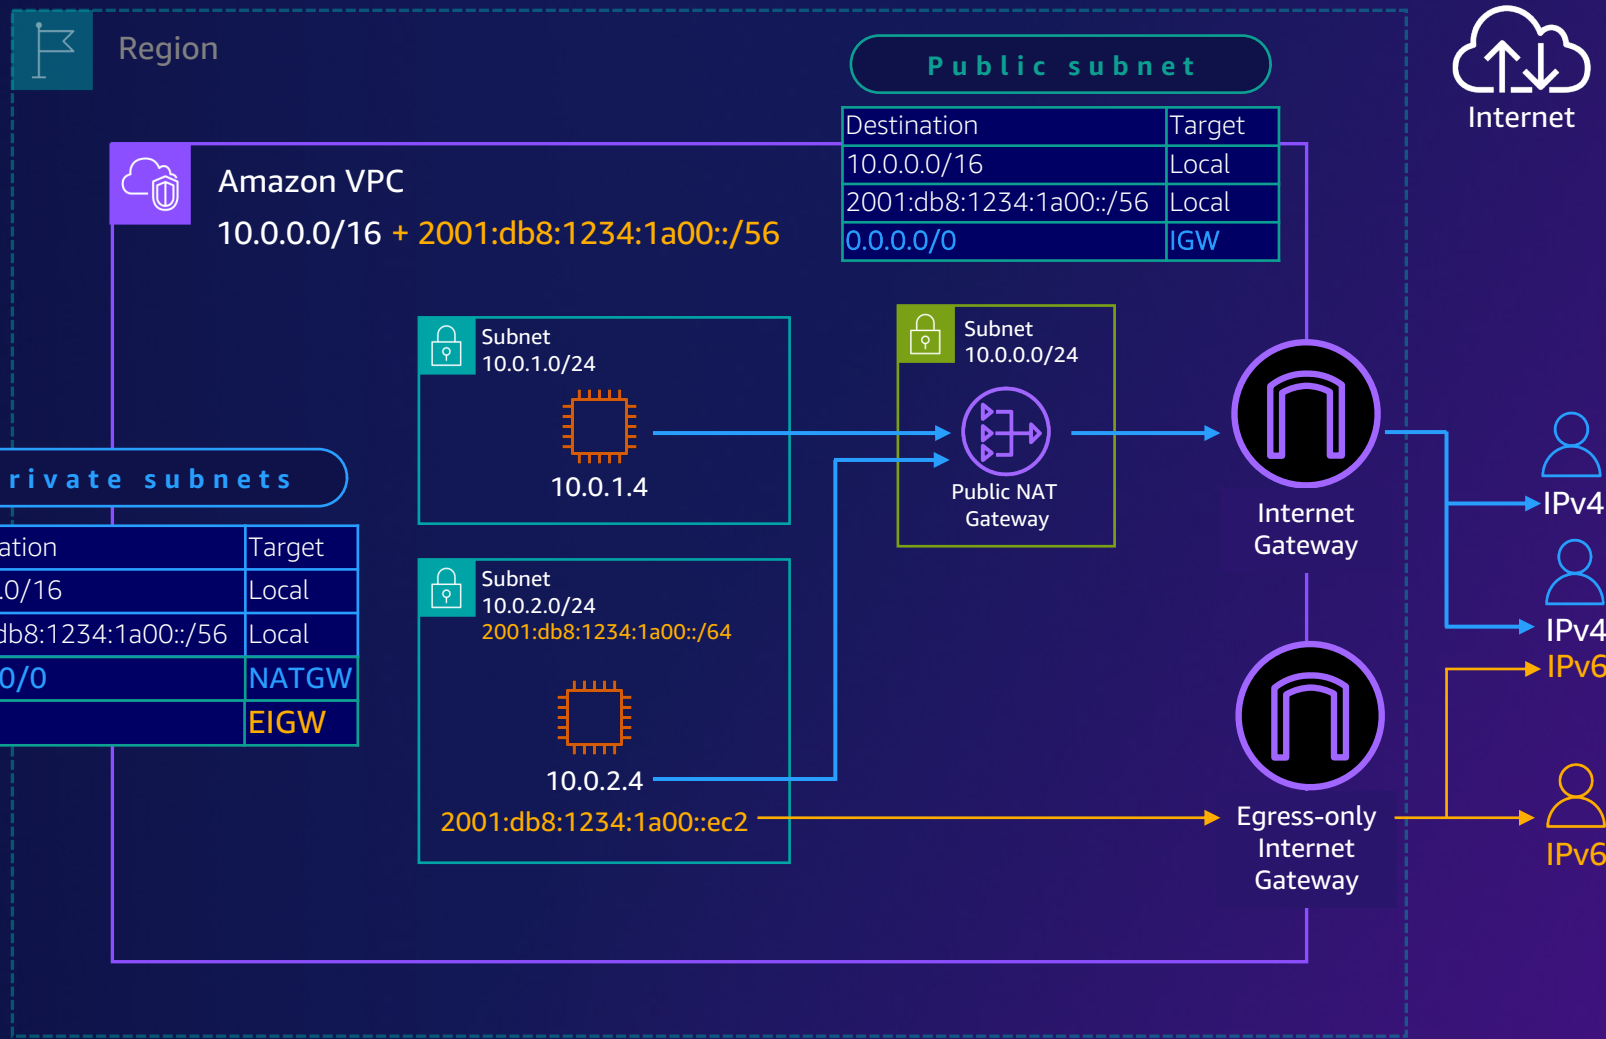 Region
Public subnet
Internet
Destination Target
10.0.0.0/16 Local
2001:db8:1234:1a00::/56 Local
0.0.0.0/0 IGW
Amazon VPC
10.0.0.0/16 + 2001:db8:1234:1a00::/56
Subnet
10.0.1.0/24
10.0.1.4
Subnet
10.0.0.0/24
Public NAT
Gateway
Internet
Gateway
IPv4
IPv4
IPv6
IPv6
rivate subnets
ation Target
.0/16 Local
db8:1234:1a00::/56 Local
0/0 NATGW
EIGW
Subnet
10.0.2.0/24
2001:db8:1234:1a00::/64
10.0.2.4
2001:db8:1234:1a00::ec2
Egress-only
Internet
Gateway